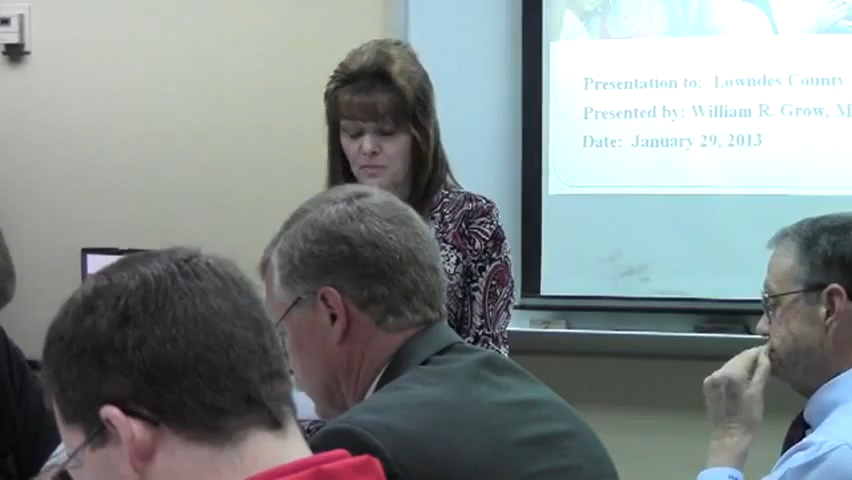 Presentation to: Lowndes County
Presented by: William R. Grow, M
Date: January 29, 2013